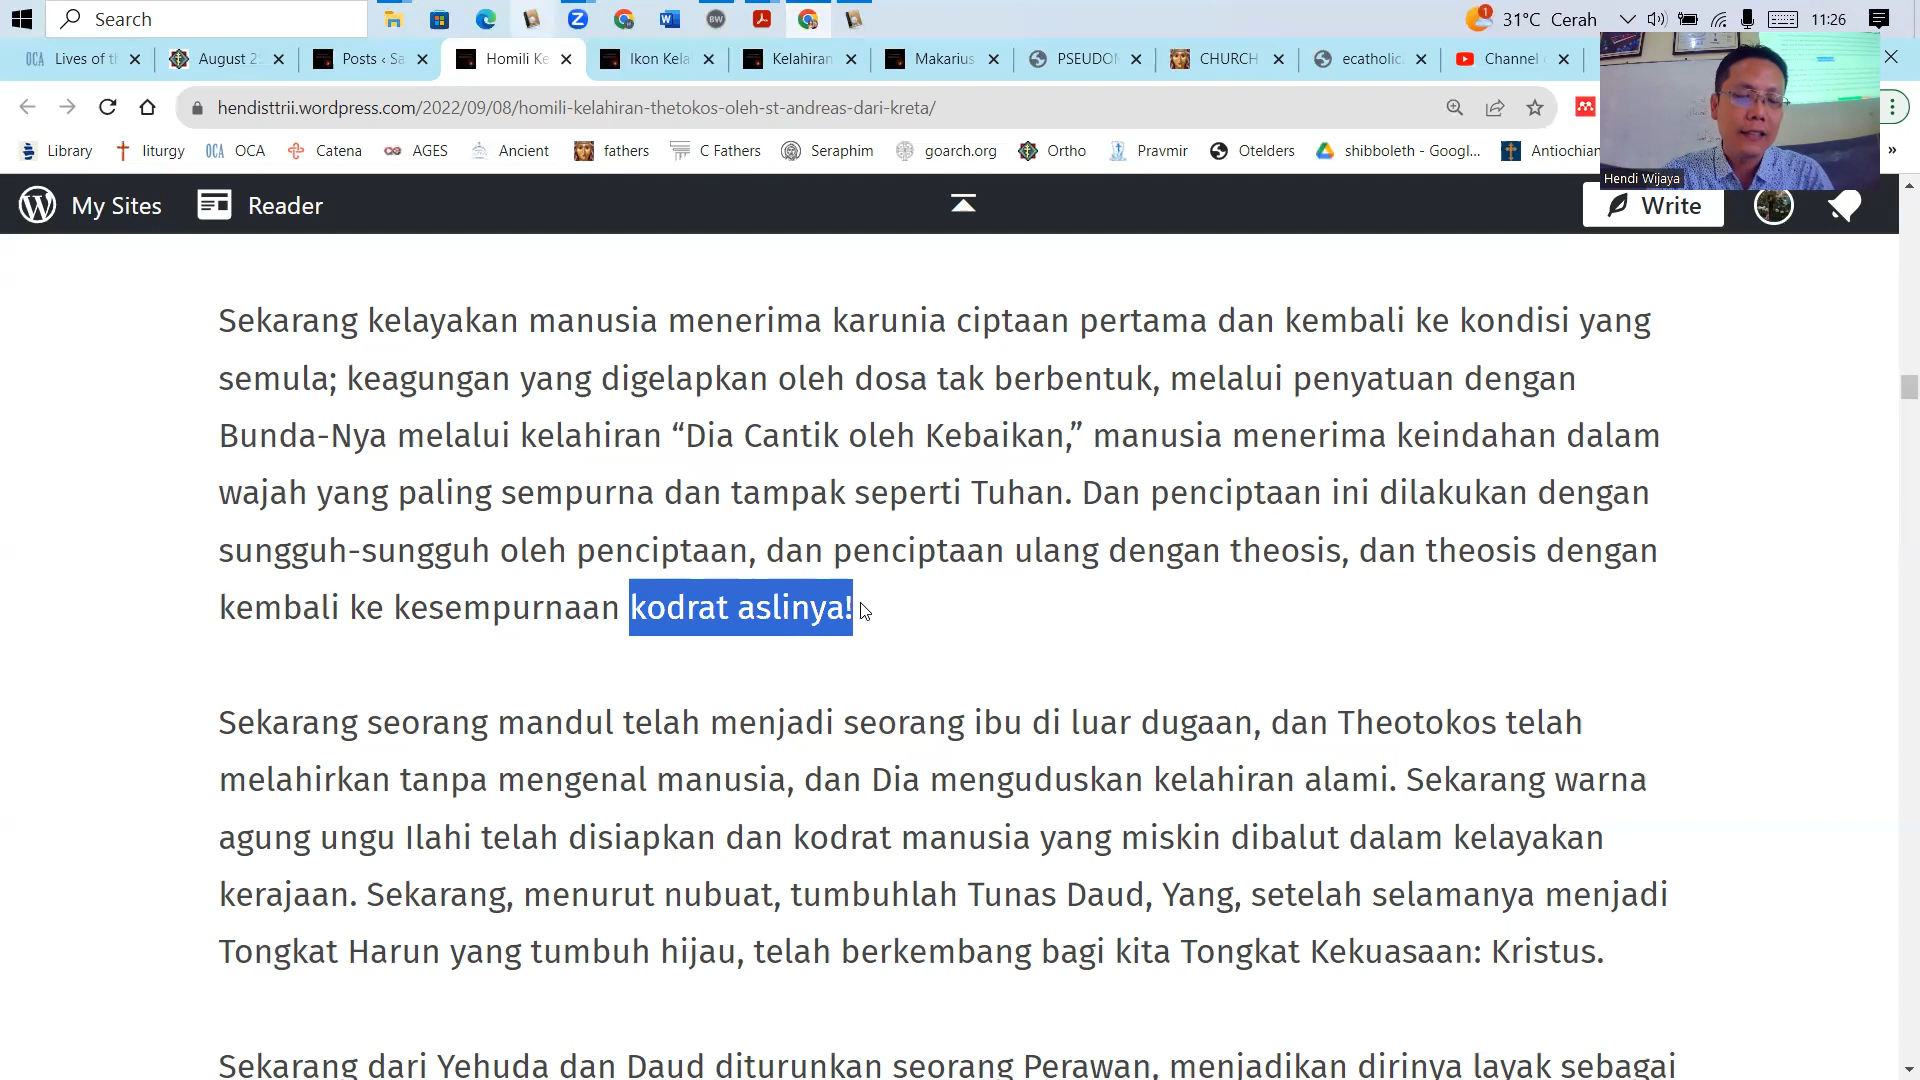 Search
31°C Cerah
11:26
OCA Lives of th
August 2
Posts ‹ Sa
Homili Ke
Ikon Kela
Kelahiran
Makarius
PSEUDO
CHURCH
ecatholic
Channel
hendisttrii.wordpress.com/2022/09/08/homili-kelahiran-thetokos-oleh-st-andreas-dari-kreta/
Library
liturgy
OCA OCA
Catena
AGES
Ancient
fathers
C Fathers
Seraphim
goarch.org
Ortho
Pravmir
Otelders
shibboleth - Googl...
Antiochian
»
Hendi Wijaya
My Sites
Reader
Write
Sekarang kelayakan manusia menerima karunia ciptaan pertama dan kembali ke kondisi yang
semula; keagungan yang digelapkan oleh dosa tak berbentuk, melalui penyatuan dengan
Bunda-Nya melalui kelahiran “Dia Cantik oleh Kebaikan,” manusia menerima keindahan dalam
wajah yang paling sempurna dan tampak seperti Tuhan. Dan penciptaan ini dilakukan dengan
sungguh-sungguh oleh penciptaan, dan penciptaan ulang dengan theosis, dan theosis dengan
kembali ke kesempurnaan kodrat aslinya!
Sekarang seorang mandul telah menjadi seorang ibu di luar dugaan, dan Theotokos telah
melahirkan tanpa mengenal manusia, dan Dia menguduskan kelahiran alami. Sekarang warna
agung ungu Ilahi telah disiapkan dan kodrat manusia yang miskin dibalut dalam kelayakan
kerajaan. Sekarang, menurut nubuat, tumbuhlah Tunas Daud, Yang, setelah selamanya menjadi
Tongkat Harun yang tumbuh hijau, telah berkembang bagi kita Tongkat Kekuasaan: Kristus.
Sekarang dari Yehuda dan Daud diturunkan seorang Perawan, menjadikan dirinya layak sebagai